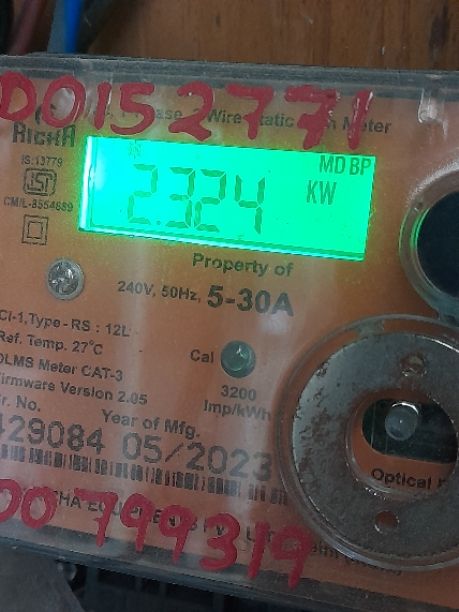 D0152771
Wire Static
Meter
RICHA
IS:13779
CM/L-8554689
MD BP
2.324 KW
Property of
240V, 50Hz, 5-30A
Cl-1,Type-RS : 12L
Ref. Temp. 27°C
DLMS Meter CAT-3
Firmware Version 2.05
Cal
3200
Imp/kWh
Year of Mfg.
429084 05/2023
Optical
00799319